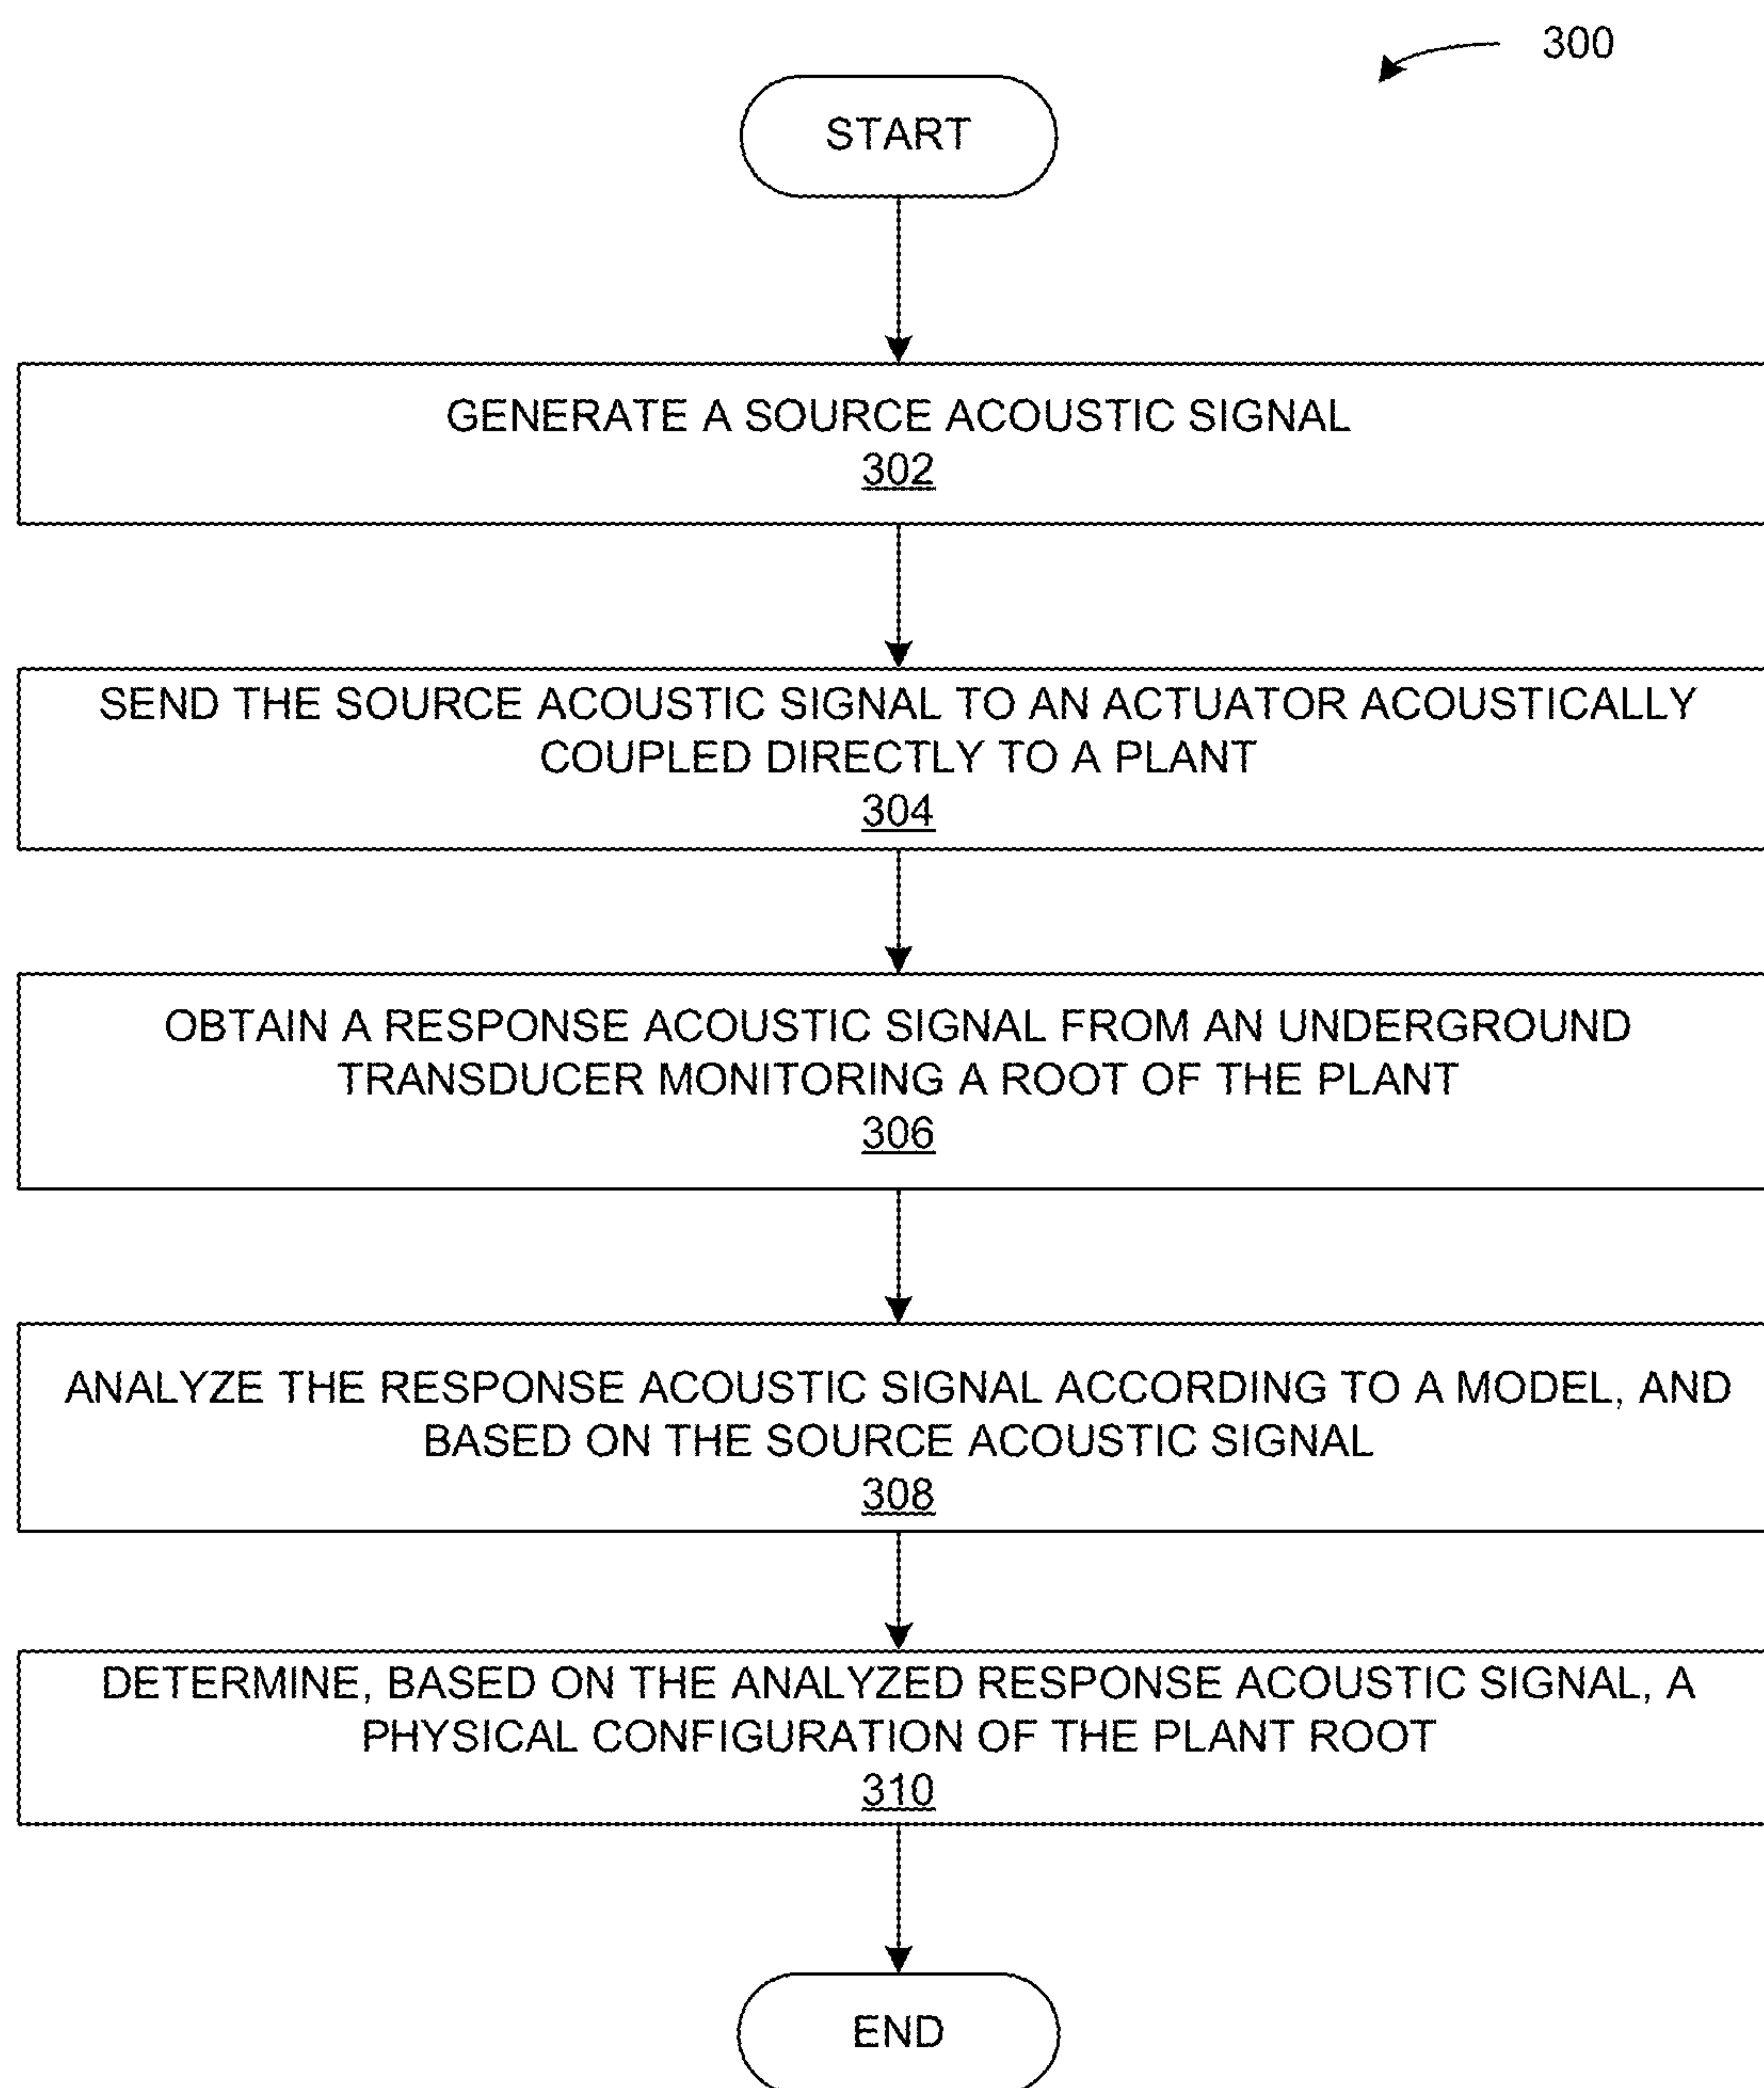 300
START
GENERATE A SOURCE ACOUSTIC SIGNAL
302
SEND THE SOURCE ACOUSTIC SIGNAL TO AN ACTUATOR ACOUSTICALLY
COUPLED DIRECTLY TO A PLANT
304
OBTAIN A RESPONSE ACOUSTIC SIGNAL FROM AN UNDERGROUND
TRANSDUCER MONITORING A ROOT OF THE PLANT
306
ANALYZE THE RESPONSE ACOUSTIC SIGNAL ACCORDING TO A MODEL, AND
BASED ON THE SOURCE ACOUSTIC SIGNAL
308
DETERMINE, BASED ON THE ANALYZED RESPONSE ACOUSTIC SIGNAL, A
PHYSICAL CONFIGURATION OF THE PLANT ROOT
310
END